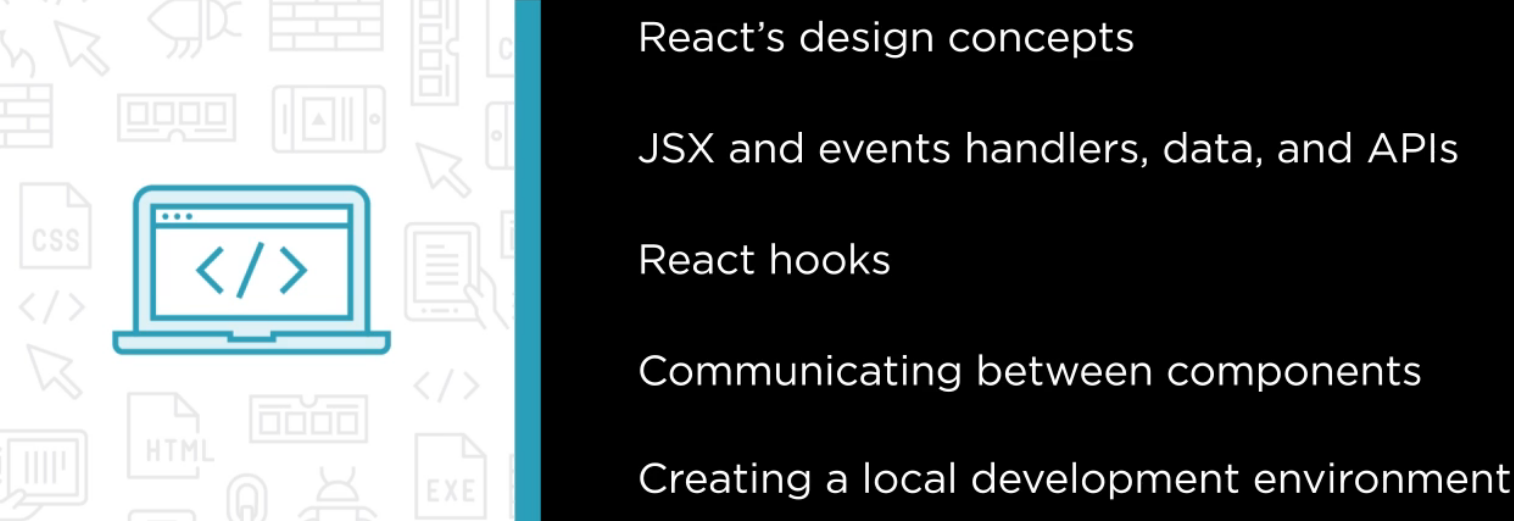 React’s design concepts
JSX and events handlers, data, and APIs
React hooks
Communicating between components
Creating a local development environment
CSS
</>
</>
</>
HTML
EXE
C